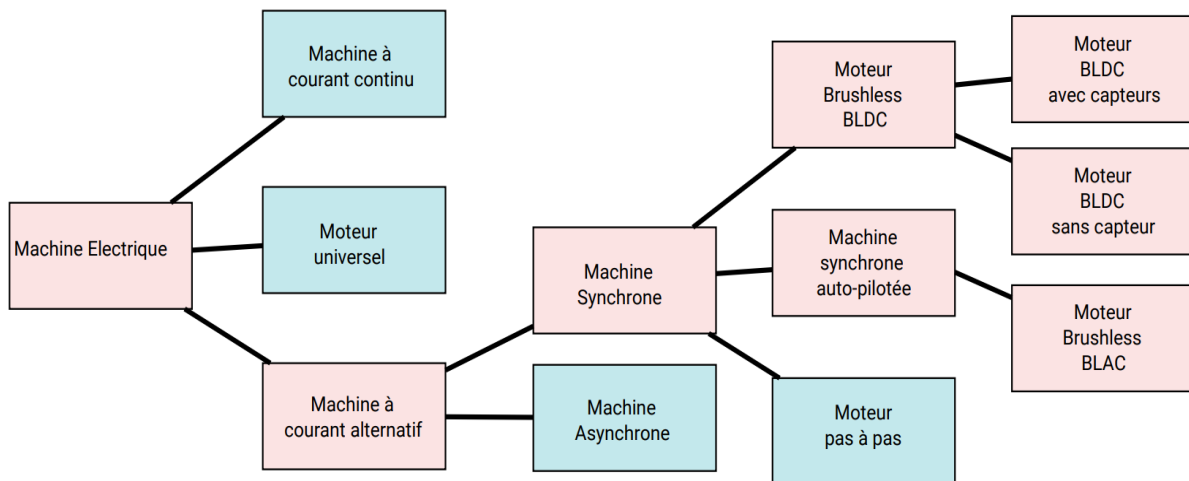 Machine Electrique
Machine à
courant continu
Moteur
universel
Machine à
courant alternatif
Machine
Synchrone
Machine
Asynchrone
Moteur
Brushless
BLDC
Machine
synchrone
auto-pilotée
Moteur
pas à pas
Moteur
BLDC
avec capteurs
Moteur
BLDC
sans capteur
Moteur
Brushless
BLAC